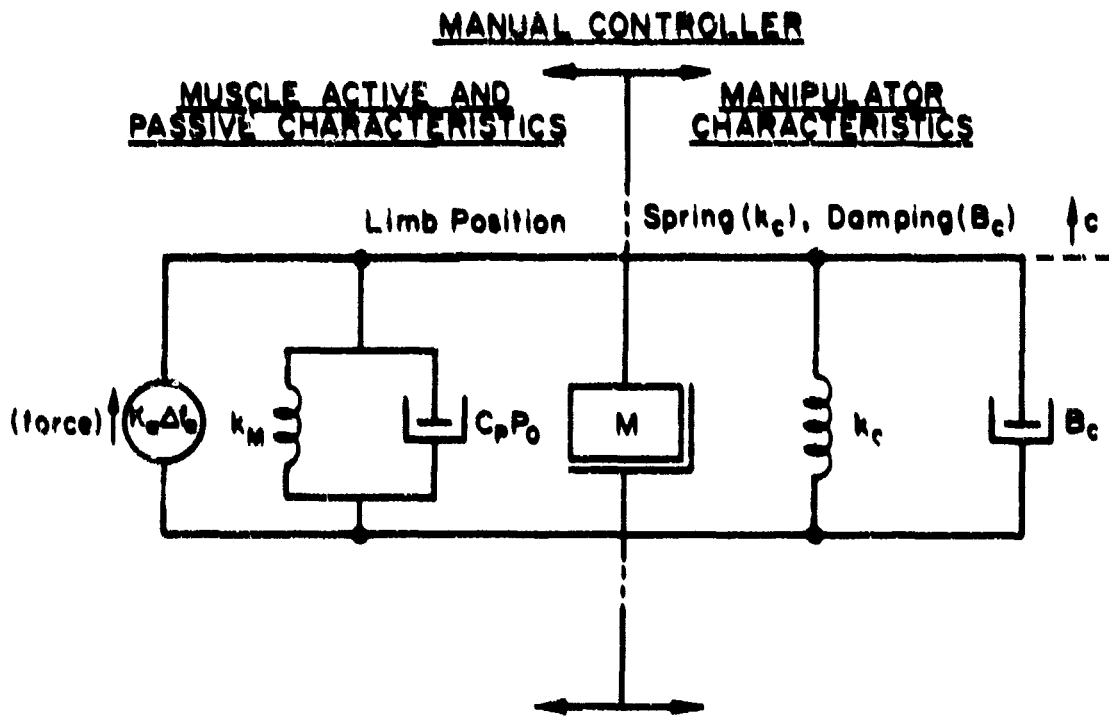 MANUAL CONTROLLER
MUSCLE ACTIVE AND
PASSIVE CHARACTERISTICS
MANIPULATOR
CHARACTERISTICS
Limb Position
Spring (kc), Damping (Bc)
c
(force)
kM
CpPo
M
kc
Bc